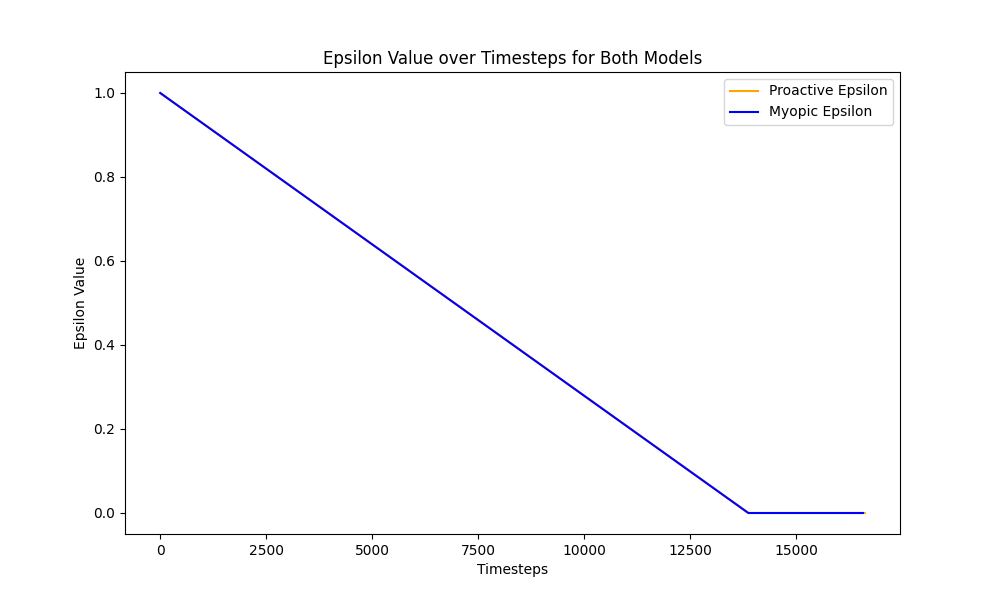 Epsilon Value over Timesteps for Both Models
Proactive Epsilon
Myopic Epsilon
Epsilon Value
1.0
0.8
0.6
0.4
0.2
0.0
0 2500 5000 7500 10000 12500 15000
Timesteps